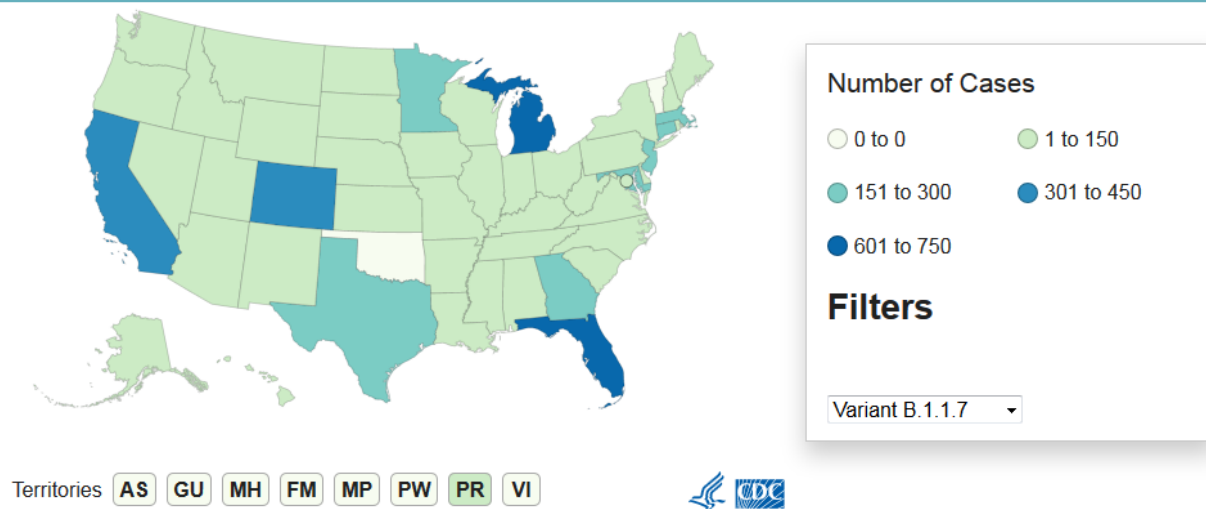 Number of Cases
0 to 0 1 to 150
151 to 300 301 to 450
601 to 750
Filters
Variant B.1.1.7
Territories AS GU MH FM MP PW PR VI
CDC